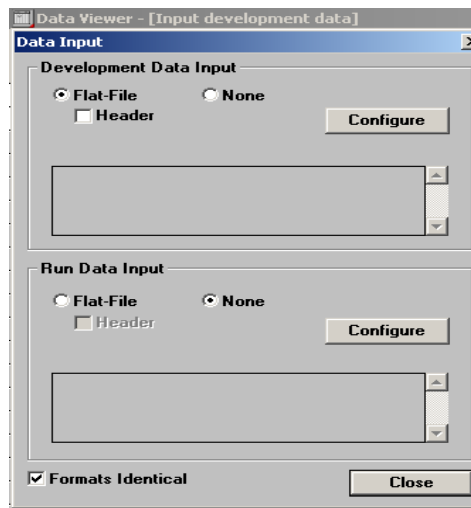 Data Viewer - [Input development data]
Data Input
Development Data Input
Flat-File None
Header
Configure
Run Data Input
Flat-File None
Header
Configure
Formats Identical
Close